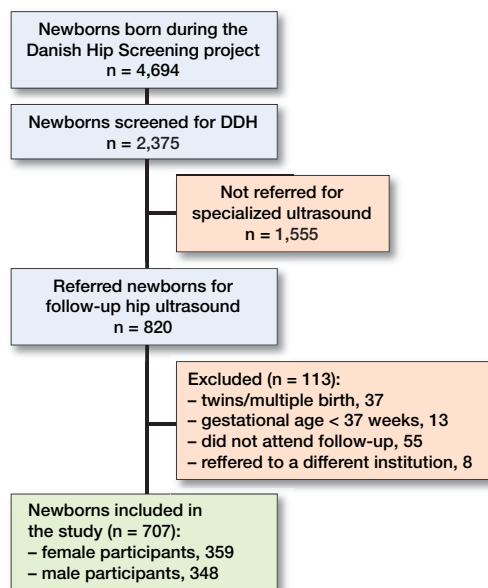 Newborns born during the
Danish Hip Screening project
n = 4,694
Newborns screened for DDH
n = 2,375
Not referred for
specialized ultrasound
n = 1,555
Referred newborns for
follow-up hip ultrasound
n = 820
Excluded (n = 113):
– twins/multiple birth, 37
– gestational age < 37 weeks, 13
– did not attend follow-up, 55
– reffered to a different institution, 8
Newborns included in
the study (n = 707):
– female participants, 359
– male participants, 348